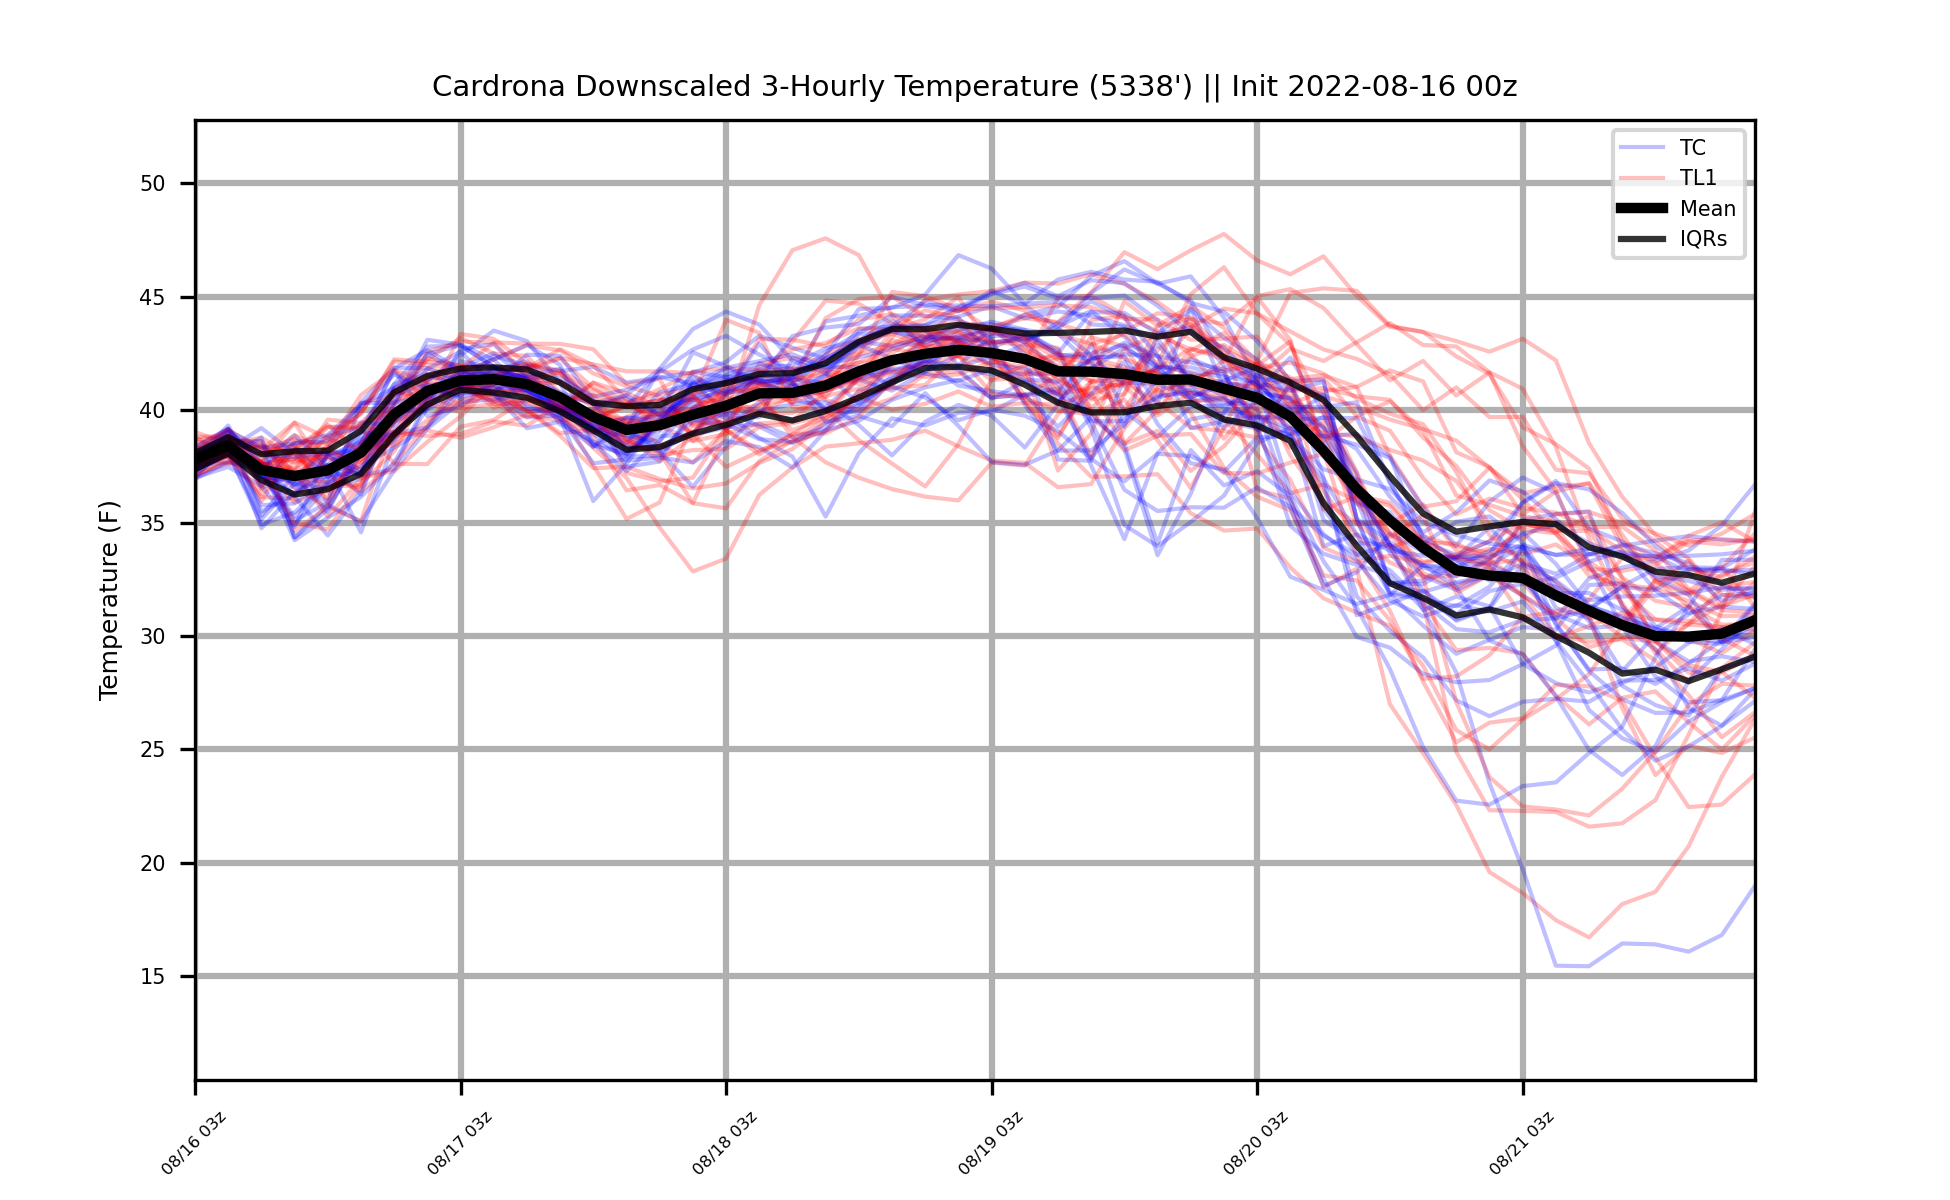 Cardrona Downscaled 3-Hourly Temperature (5338') || Init 2022-08-16 00z
TC
TL1
Mean
IQRs
Temperature (F)
50
45
40
35
30
25
20
15
08/16 03z
08/17 03z
08/18 03z
08/19 03z
08/20 03z
08/21 03z